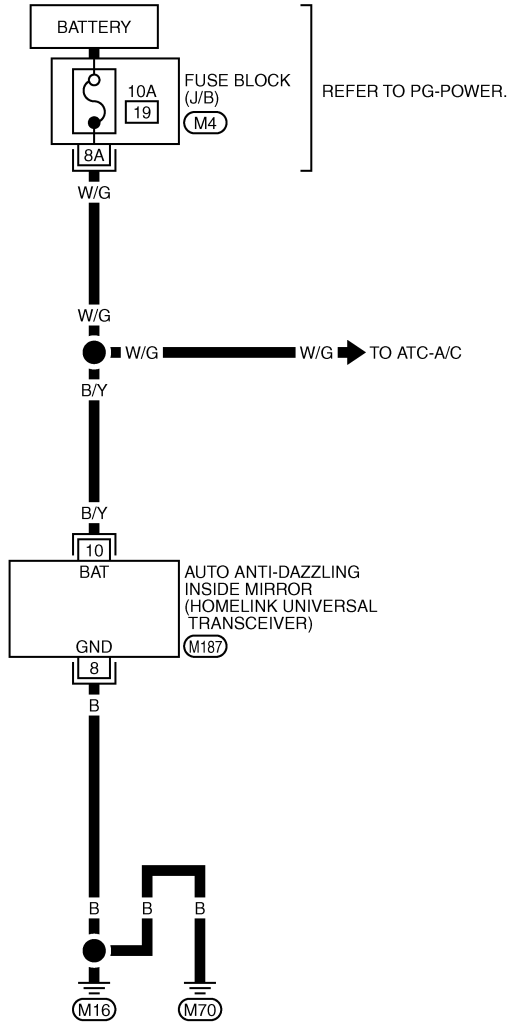 BATTERY
FUSE BLOCK
(J/B)
M4
10A
19
REFER TO PG-POWER.
8A
W/G
W/G
W/G
W/G
TO ATC-A/C
B/Y
B/Y
10
BAT
AUTO ANTI-DAZZLING
INSIDE MIRROR
(HOMELINK UNIVERSAL
TRANSCEIVER)
M187
GND
8
B
B
B
B
M16
M70